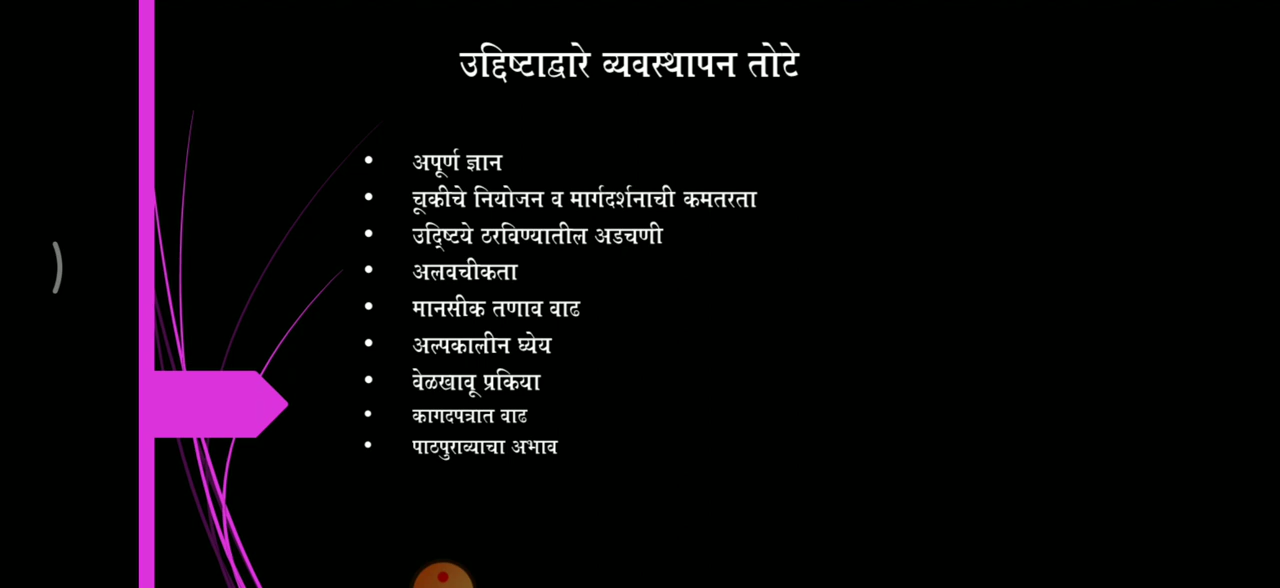 उद्दिष्टाद्वारे व्यवस्थापन तोटे
• अपूर्ण ज्ञान
• चूकीचे नियोजन व मार्गदर्शनाची कमतरता
• उद्ष्टिये ठरविण्यातील अडचणी
• अलवचीकता
• मानसीक तणाव वाढ
• अल्पकालीन घ्येय
• वेळखावू प्रकिया
• कागदपत्रात वाढ
• पाठपुराव्याचा अभाव